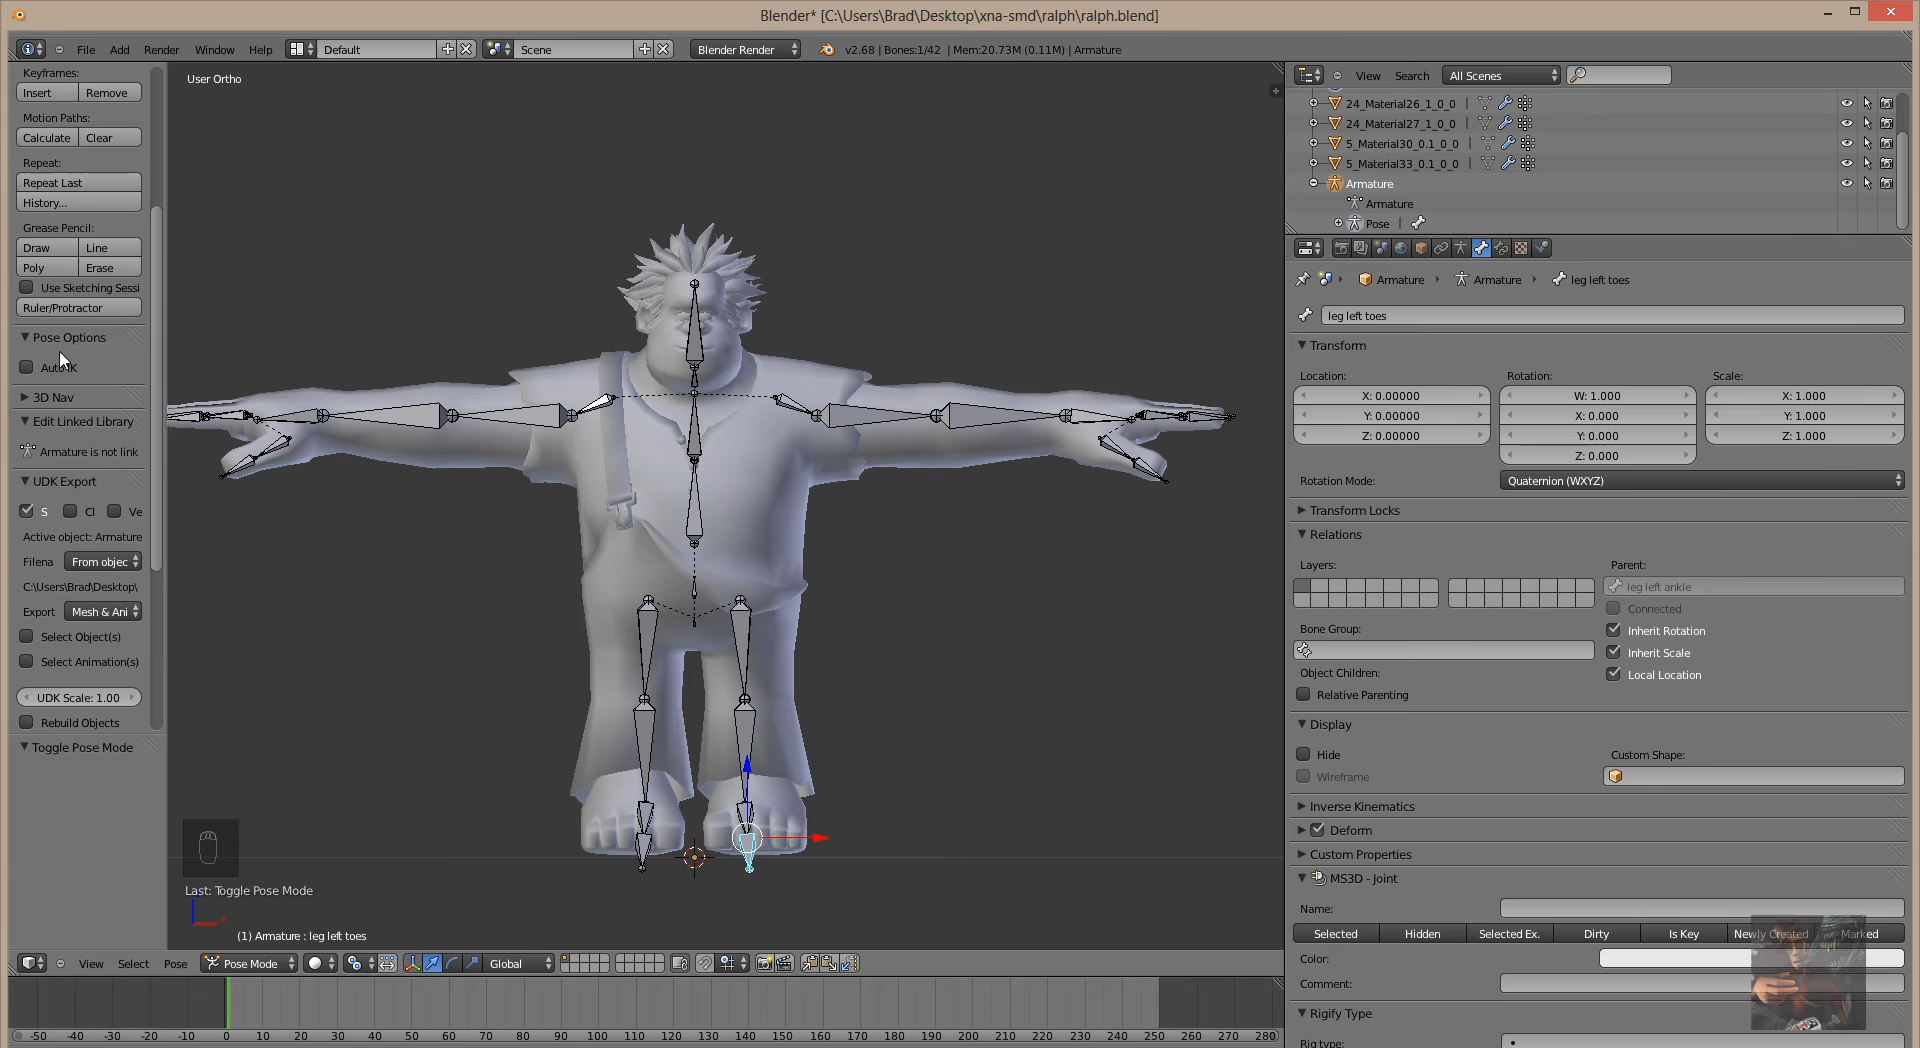 Blender* [C:\Users\Brad\Desktop\xna-smd\ralph\ralph.blend]
File Add Render Window Help Default Scene Blender Render v2.68 | Bones:1/42 | Mem:20.73M (0.11M) | Armature
Keyframes:
Insert Remove
Motion Paths:
Calculate Clear
Repeat:
Repeat Last
History...
Grease Pencil:
Draw Line
Poly Erase
Use Sketching Sessi
Ruler/Protractor
Pose Options
Auto IK
3D Nav
Edit Linked Library
Armature is not link
UDK Export
S Cl Ve
Active object: Armature
Filena From objec
C:\Users\Brad\Desktop\
Export Mesh & Ani
Select Object(s)
Select Animation(s)
UDK Scale: 1.00
Rebuild Objects
Toggle Pose Mode
User Ortho
Last: Toggle Pose Mode
(1) Armature : leg left toes
View Select Pose Pose Mode Global
-50 -40 -30 -20 -10 0 10 20 30 40 50 60 70 80 90 100 110 120 130 140 150 160 170 180 190 200 210 220 230 240 250 260 270 280
View Search All Scenes
24_Material26_1_0_0
24_Material27_1_0_0
5_Material30_0.1_0_0
5_Material33_0.1_0_0
Armature
Armature
Pose
Armature Armature leg left toes
leg left toes
Transform
Location: Rotation: Scale:
X: 0.00000 W: 1.000 X: 1.000
Y: 0.00000 X: 0.000 Y: 1.000
Z: 0.00000 Y: 0.000 Z: 1.000
Z: 0.000
Rotation Mode: Quaternion (WXYZ)
Transform Locks
Relations
Layers: Parent:
leg left ankle
Connected
Bone Group: Inherit Rotation
Inherit Scale
Object Children: Local Location
Relative Parenting
Display
Hide Custom Shape:
Wireframe
Inverse Kinematics
Deform
Custom Properties
MS3D - Joint
Name:
Selected Hidden Selected Ex. Dirty Is Key Newly Created Marked
Color:
Comment:
Rigify Type
Rig type: